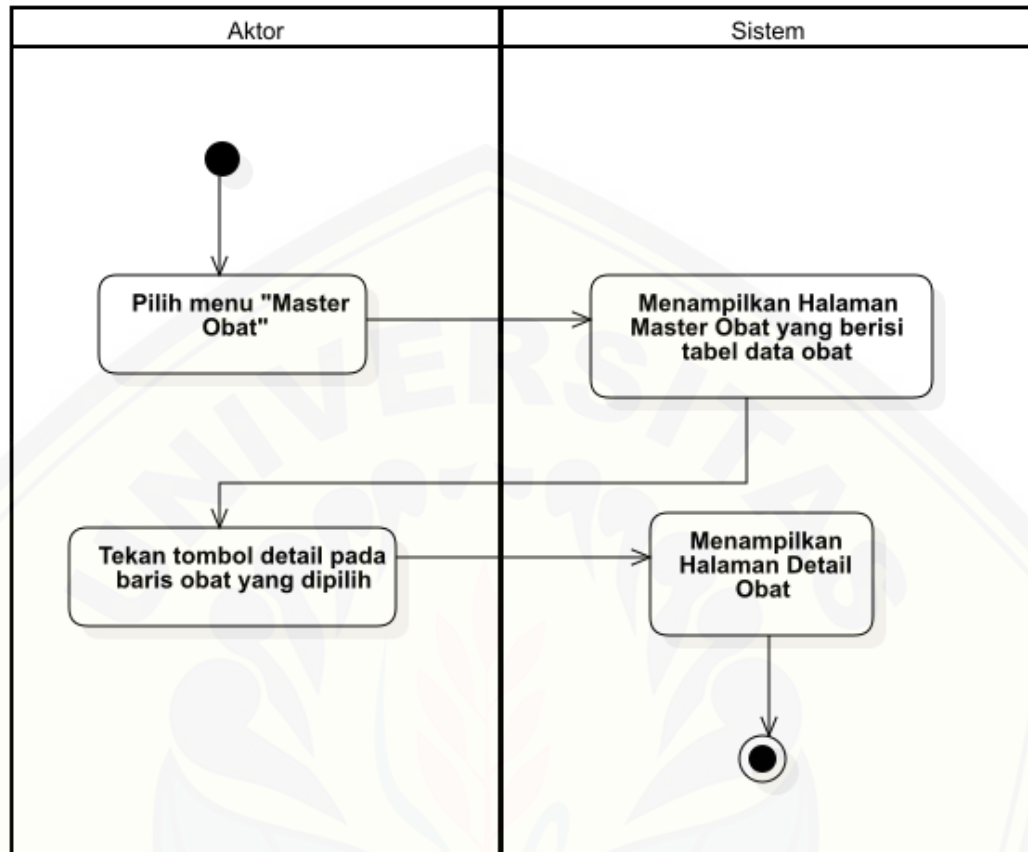 Aktor
Sistem
Pilih menu "Master
Obat"
Menampilkan Halaman
Master Obat yang berisi
tabel data obat
Tekan tombol detail pada
baris obat yang dipilih
Menampilkan
Halaman Detail
Obat
UNIVERSITAS